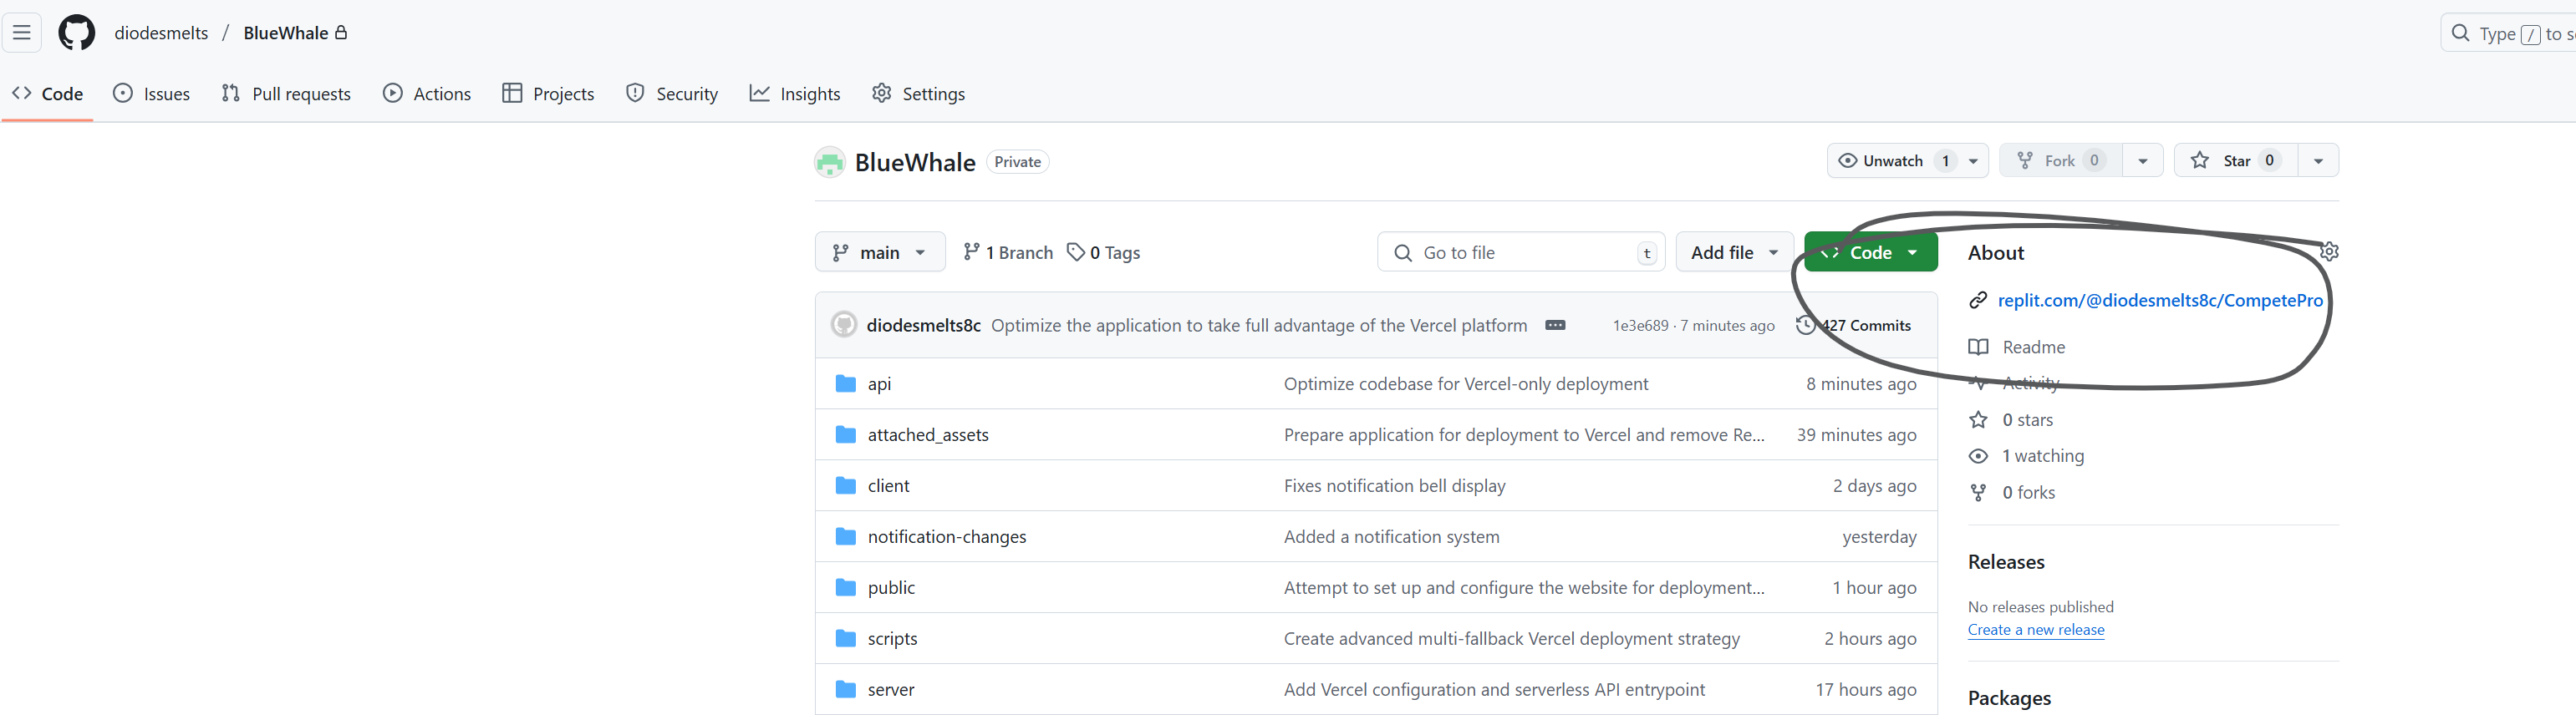 diodesmelts / BlueWhale
Type / to s
Code Issues Pull requests Actions Projects Security Insights Settings
BlueWhale Private
Unwatch 1 Fork 0 Star 0
main 1 Branch 0 Tags Go to file t Add file Code
diodesmelts8c Optimize the application to take full advantage of the Vercel platform 1e3e689 · 7 minutes ago 427 Commits
api Optimize codebase for Vercel-only deployment 8 minutes ago
attached_assets Prepare application for deployment to Vercel and remove Re... 39 minutes ago
client Fixes notification bell display 2 days ago
notification-changes Added a notification system yesterday
public Attempt to set up and configure the website for deployment... 1 hour ago
scripts Create advanced multi-fallback Vercel deployment strategy 2 hours ago
server Add Vercel configuration and serverless API entrypoint 17 hours ago
About
replit.com/@diodesmelts8c/CompetePro
Readme
Activity
0 stars
1 watching
0 forks
Releases
No releases published
Create a new release
Packages